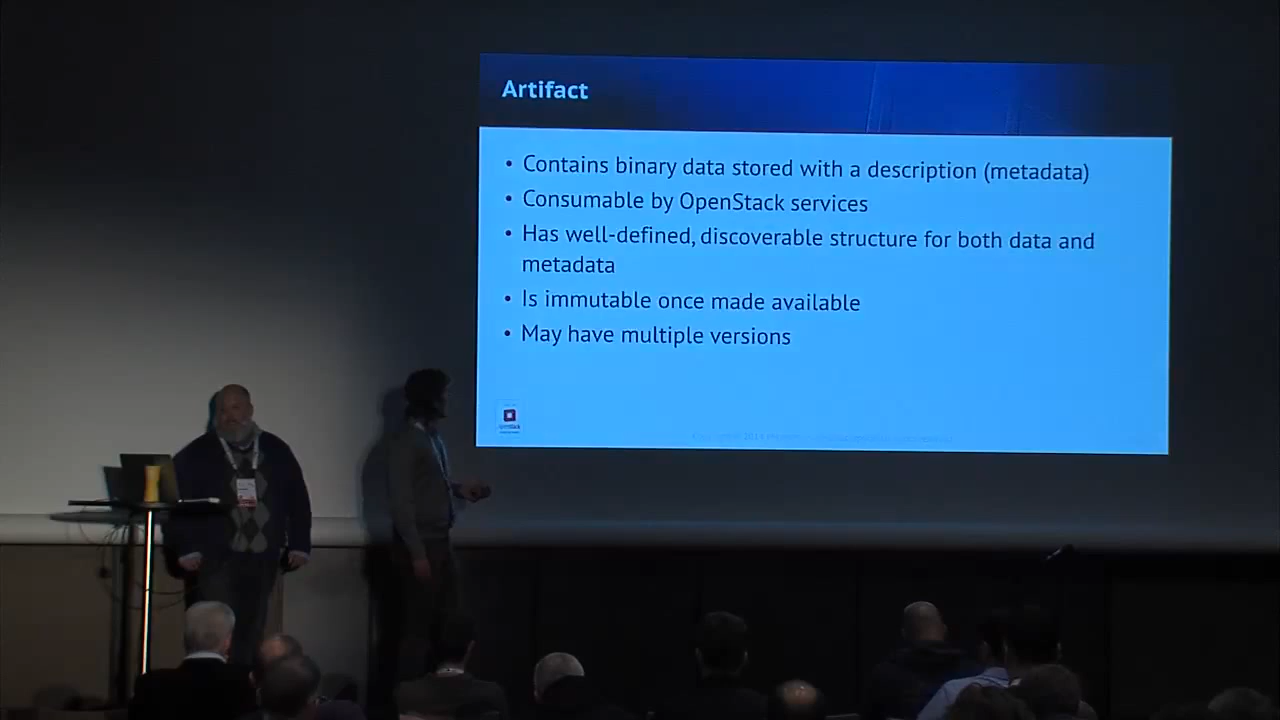 Artifact
• Contains binary data stored with a description (metadata)
• Consumable by OpenStack services
• Has well-defined, discoverable structure for both data and
metadata
• Is immutable once made available
• May have multiple versions
openstack